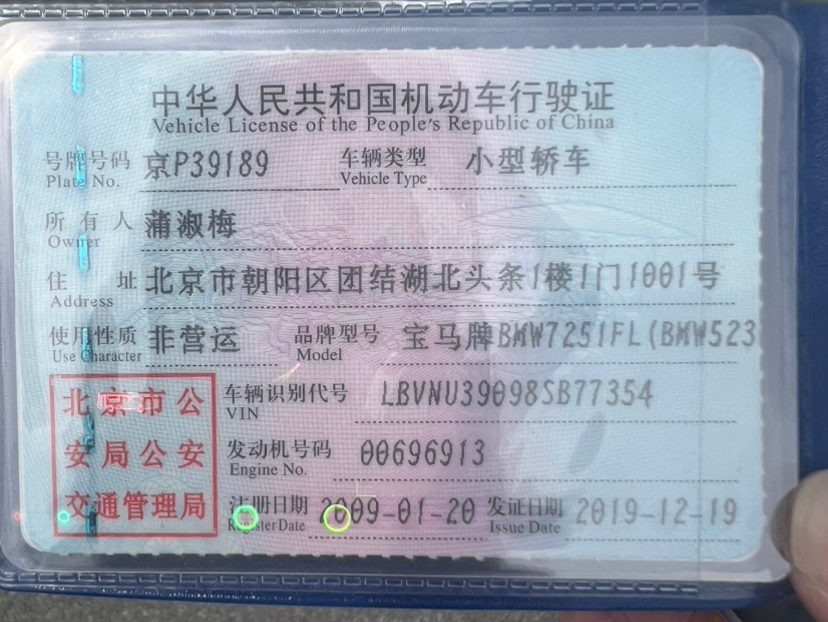 中华人民共和国机动车行驶证
Vehicle License of the People's Republic of China
号牌号码 京P39189 车辆类型 小型轿车
Plate No. Vehicle Type
所有人 蒲淑梅
Owner
住址 北京市朝阳区团结湖北头条1楼1门1001号
Address
使用性质 非营运 品牌型号 宝马牌BMW7251FL(BMW523
Use Character Model
北京市公 车辆识别代号 LBVNU39098SB77354
VIN
安局公安 发动机号码 00696913
Engine No.
交通管理局 注册日期 2009-01-20 发证日期 2019-12-19
Register Date Issue Date